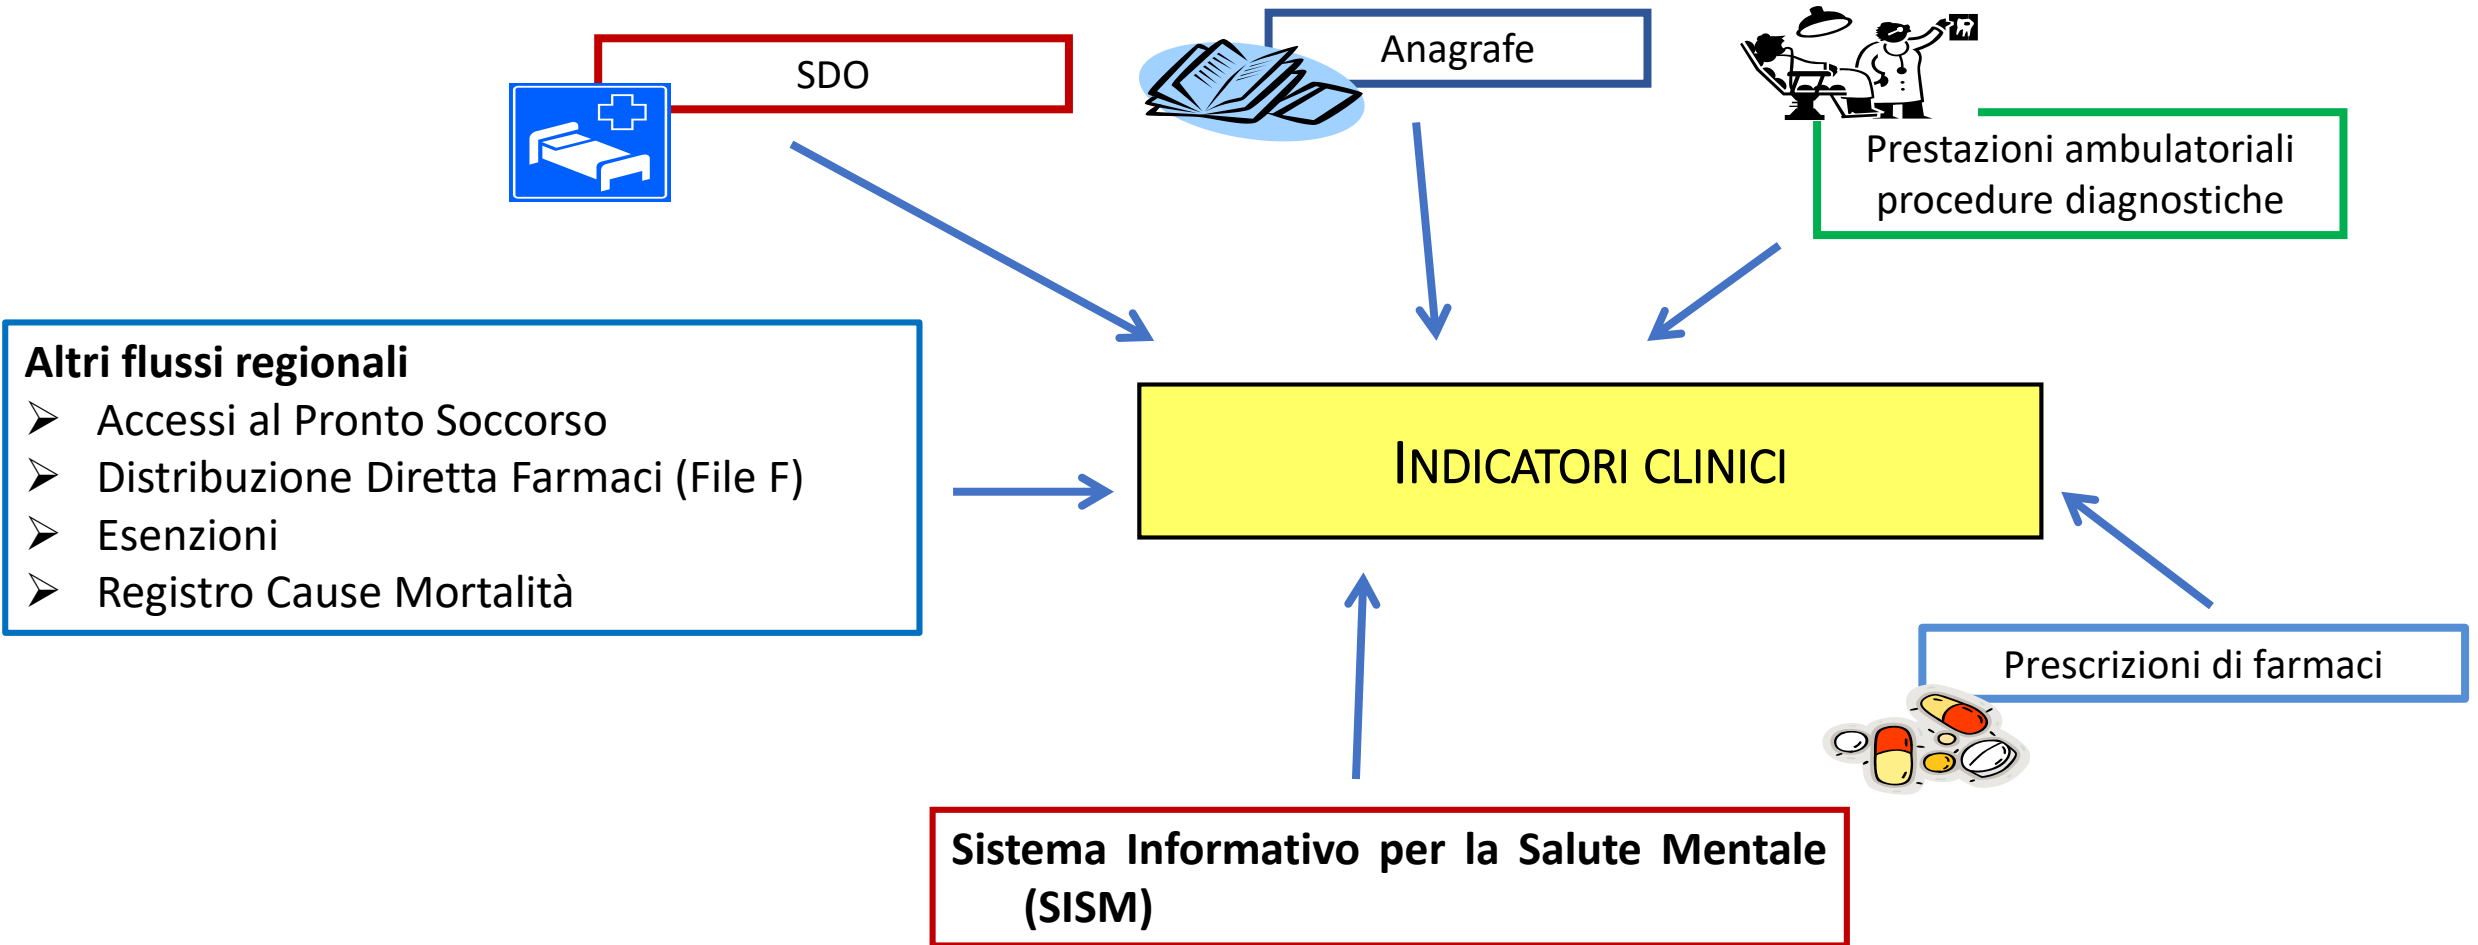 SDO
Anagrafe
Prestazioni ambulatoriali
procedure diagnostiche
Altri flussi regionali
➢ Accessi al Pronto Soccorso
➢ Distribuzione Diretta Farmaci (File F)
➢ Esenzioni
➢ Registro Cause Mortalità
INDICATORI CLINICI
Prescrizioni di farmaci
Sistema Informativo per la Salute Mentale
(SISM)